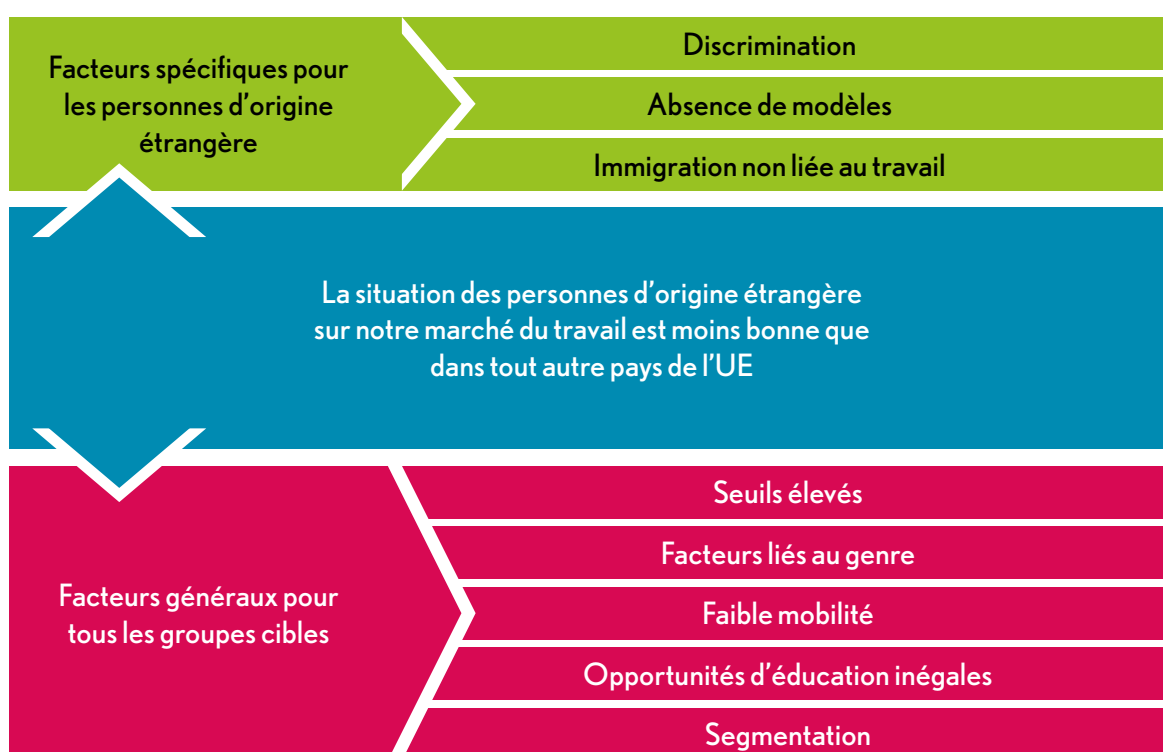 Facteurs spécifiques pour
les personnes d'origine
étrangère
Discrimination
Absence de modèles
Immigration non liée au travail
La situation des personnes d'origine étrangère
sur notre marché du travail est moins bonne que
dans tout autre pays de l'UE
Facteurs généraux pour
tous les groupes cibles
Seuils élevés
Facteurs liés au genre
Faible mobilité
Opportunités d'éducation inégales
Segmentation